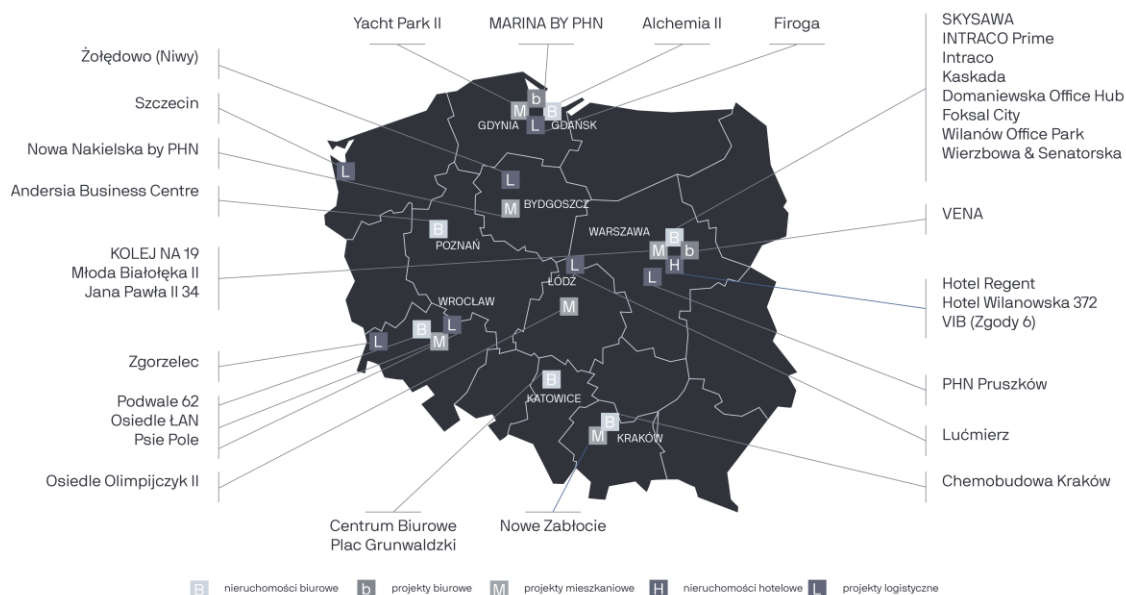 Yacht Park II
MARINA BY PHN
Alchemia II
Firoga
SKYSAWA
INTRACO Prime
Intraco
Kaskada
Domaniewska Office Hub
Foksal City
Wilanów Office Park
Wierzbowa & Senatorska
Żołędowo (Niwy)
Szczecin
Nowa Nakielska by PHN
Andersia Business Centre
KOLEJ NA 19
Młoda Białołęka II
Jana Pawła II 34
Zgorzelec
Podwale 62
Osiedle ŁAN
Psie Pole
Osiedle Olimpijczyk II
b
M
B
GDYNIA
L
GDAŃSK
L
L
M
BYDGOSZCZ
B
POZNAŃ
WARSZAWA
B
M
b
H
L
L
ŁÓDŹ
M
WROCŁAW
B
L
M
L
B
KATOWICE
B
M
KRAKÓW
VENA
Hotel Regent
Hotel Wilanowska 372
VIB (Zgody 6)
PHN Pruszków
Lućmierz
Chemobudowa Kraków
Centrum Biurowe
Plac Grunwaldzki
Nowe Zabłocie
B nieruchomości biurowe
b projekty biurowe
M projekty mieszkaniowe
H nieruchomości hotelowe
L projekty logistyczne